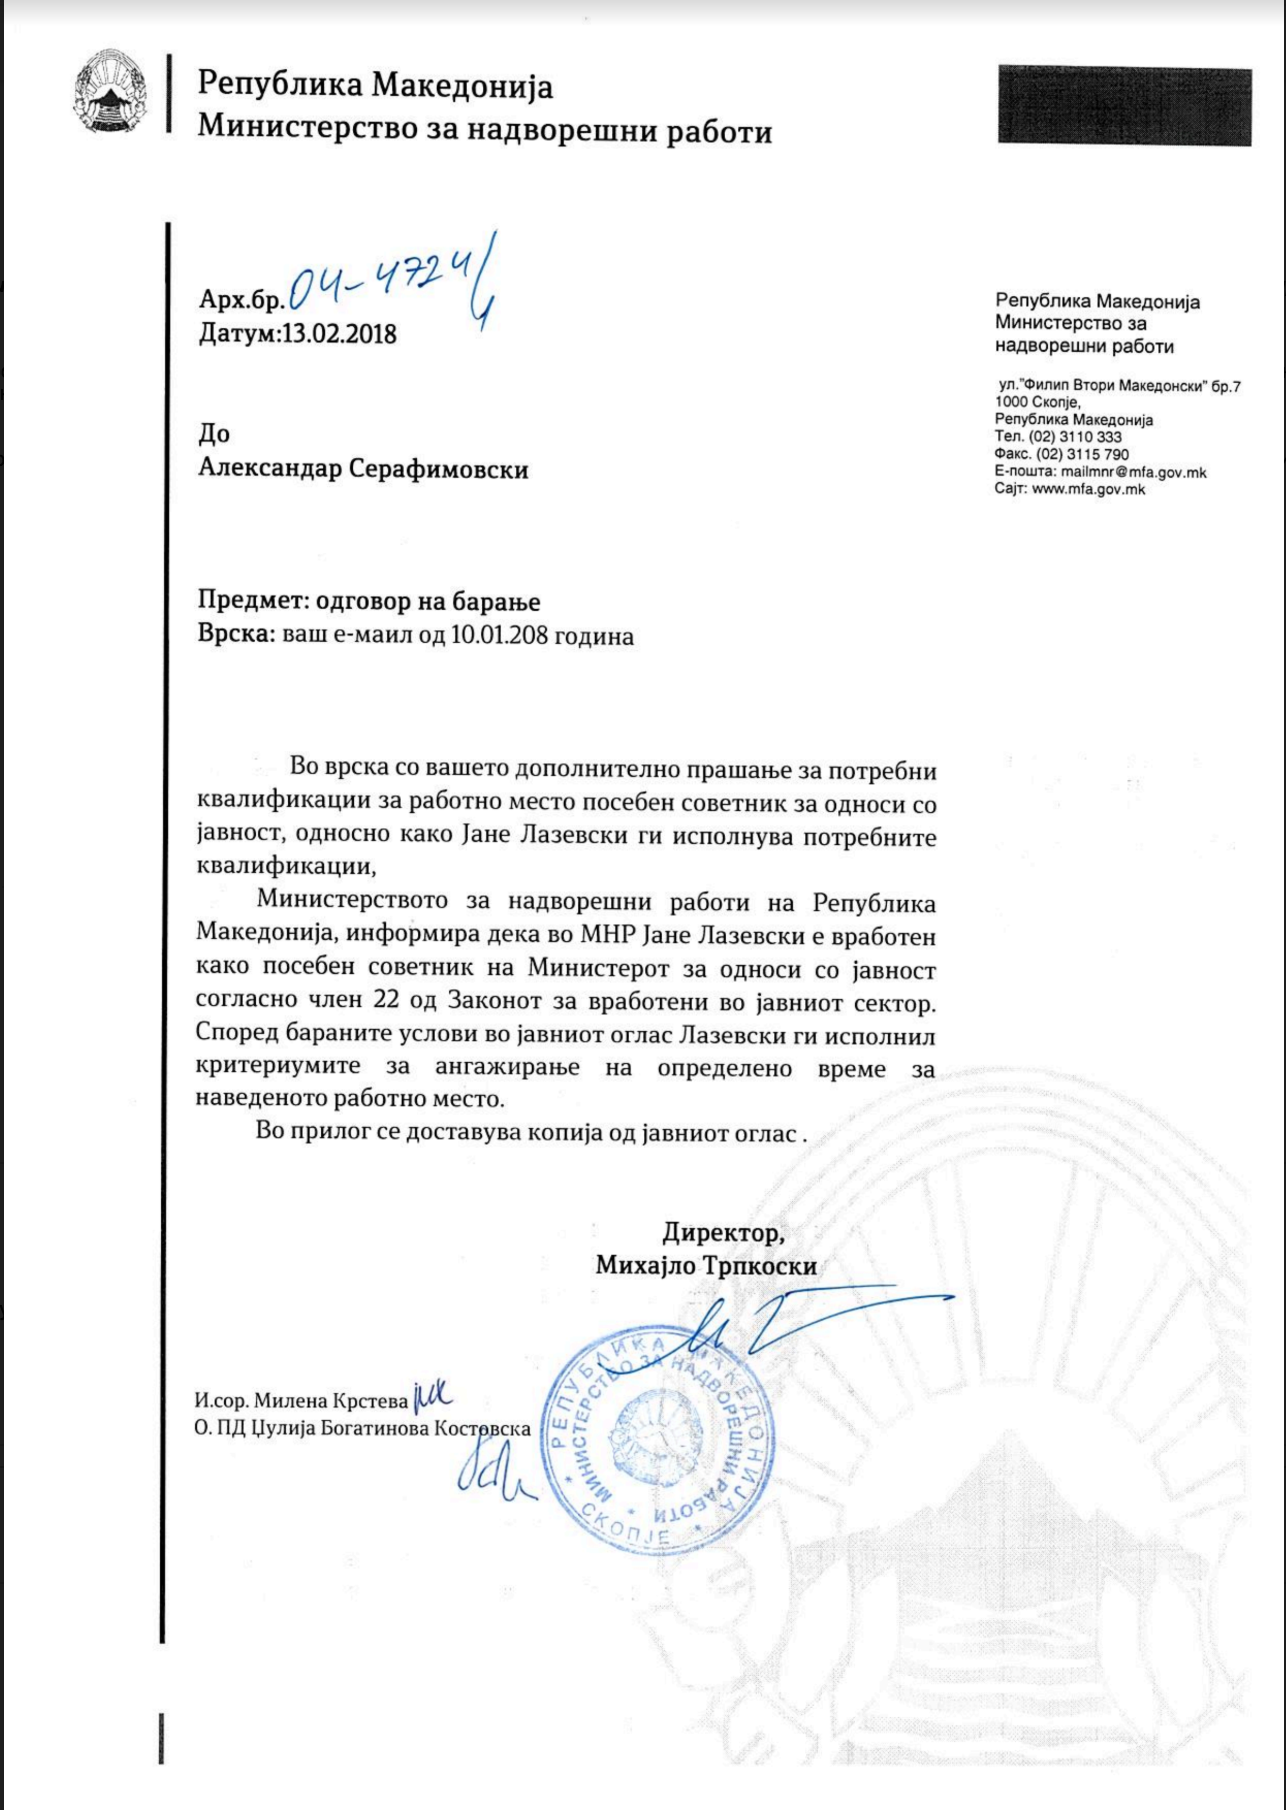 Република Македонија
Министерство за надворешни работи
Арх.бр. 04-4724/4
Датум:13.02.2018
Република Македонија
Министерство за
надворешни работи
ул."Филип Втори Македонски" бр.7
1000 Скопје,
Република Македонија
Тел. (02) 3110 333
Факс. (02) 3115 790
Е-пошта: mailmnr@mfa.gov.mk
Сајт: www.mfa.gov.mk
До
Александар Серафимовски
Предмет: одговор на барање
Врска: ваш е-маил од 10.01.208 година
Во врска со вашето дополнително прашање за потребни
квалификации за работно место посебен советник за односи со
јавност, односно како Јане Лазевски ги исполнува потребните
квалификации,
Министерството за надворешни работи на Република
Македонија, информира дека во МНР Јане Лазевски е вработен
како посебен советник на Министерот за односи со јавност
согласно член 22 од Законот за вработени во јавниот сектор.
Според бараните услови во јавниот оглас Лазевски ги исполнил
критериумите за ангажирање на определено време за
наведеното работно место.
Во прилог се доставува копија од јавниот оглас .
Директор,
Михајло Трпкоски
И.сор. Милена Крстева
О. ПД Џулија Богатинова Костовска
РЕПУБЛИКА МАКЕДОНИЈА
МИНИСТЕРСТВО ЗА НАДВОРЕШНИ РАБОТИ
* СКОПЈЕ *